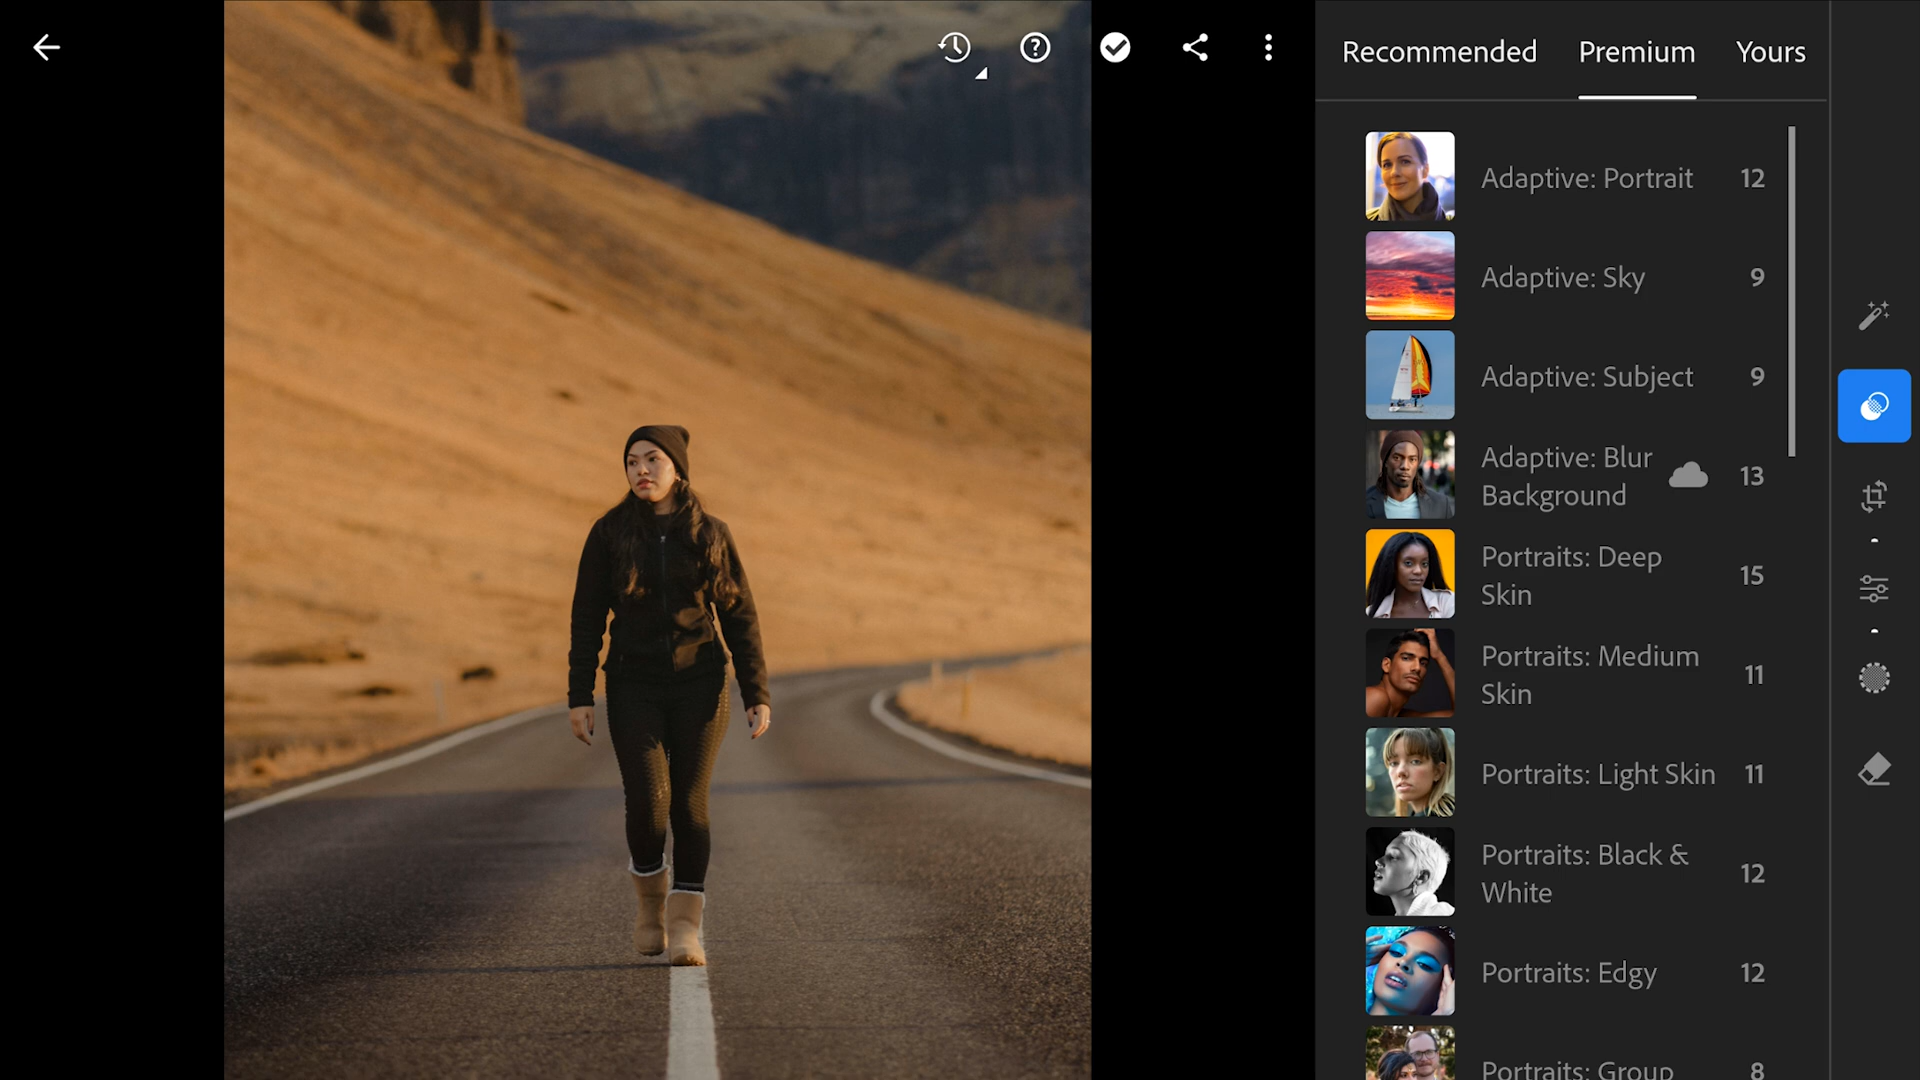 Recommended Premium Yours
Adaptive: Portrait 12
Adaptive: Sky 9
Adaptive: Subject 9
Adaptive: Blur
Background 13
Portraits: Deep
Skin 15
Portraits: Medium
Skin 11
Portraits: Light Skin 11
Portraits: Black &
White 12
Portraits: Edgy 12
Portraits: Group 8